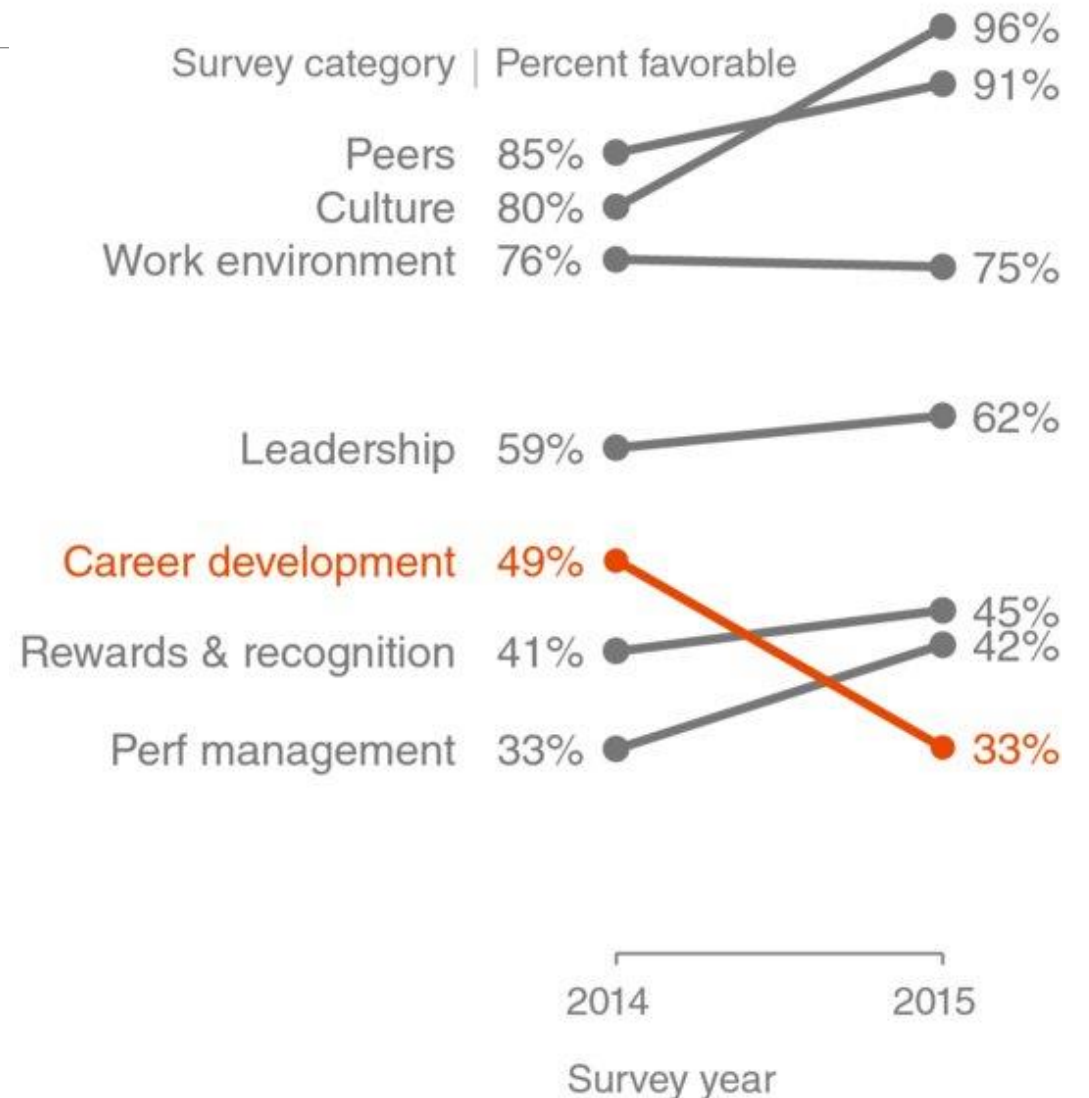 96%
Survey category | Percent favorable
91%
Peers 85%
Culture 80%
Work environment 76% 75%
Leadership 59% 62%
Career development 49%
45%
Rewards & recognition 41% 42%
Perf management 33% 33%
2014 2015
Survey year